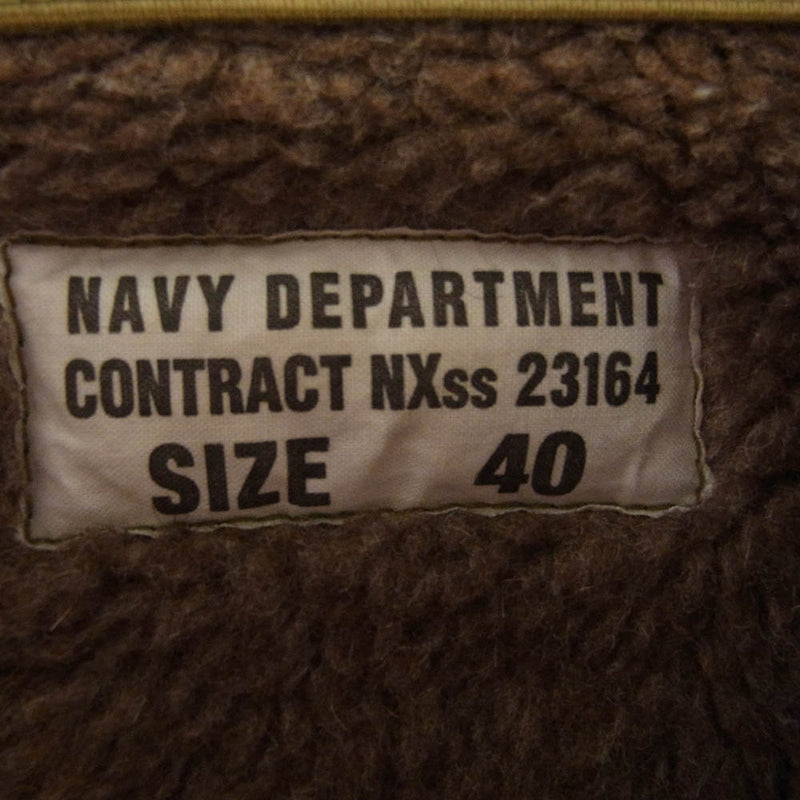 NAVY DEPARTMENT
CONTRACT NXss 23164
SIZE 40